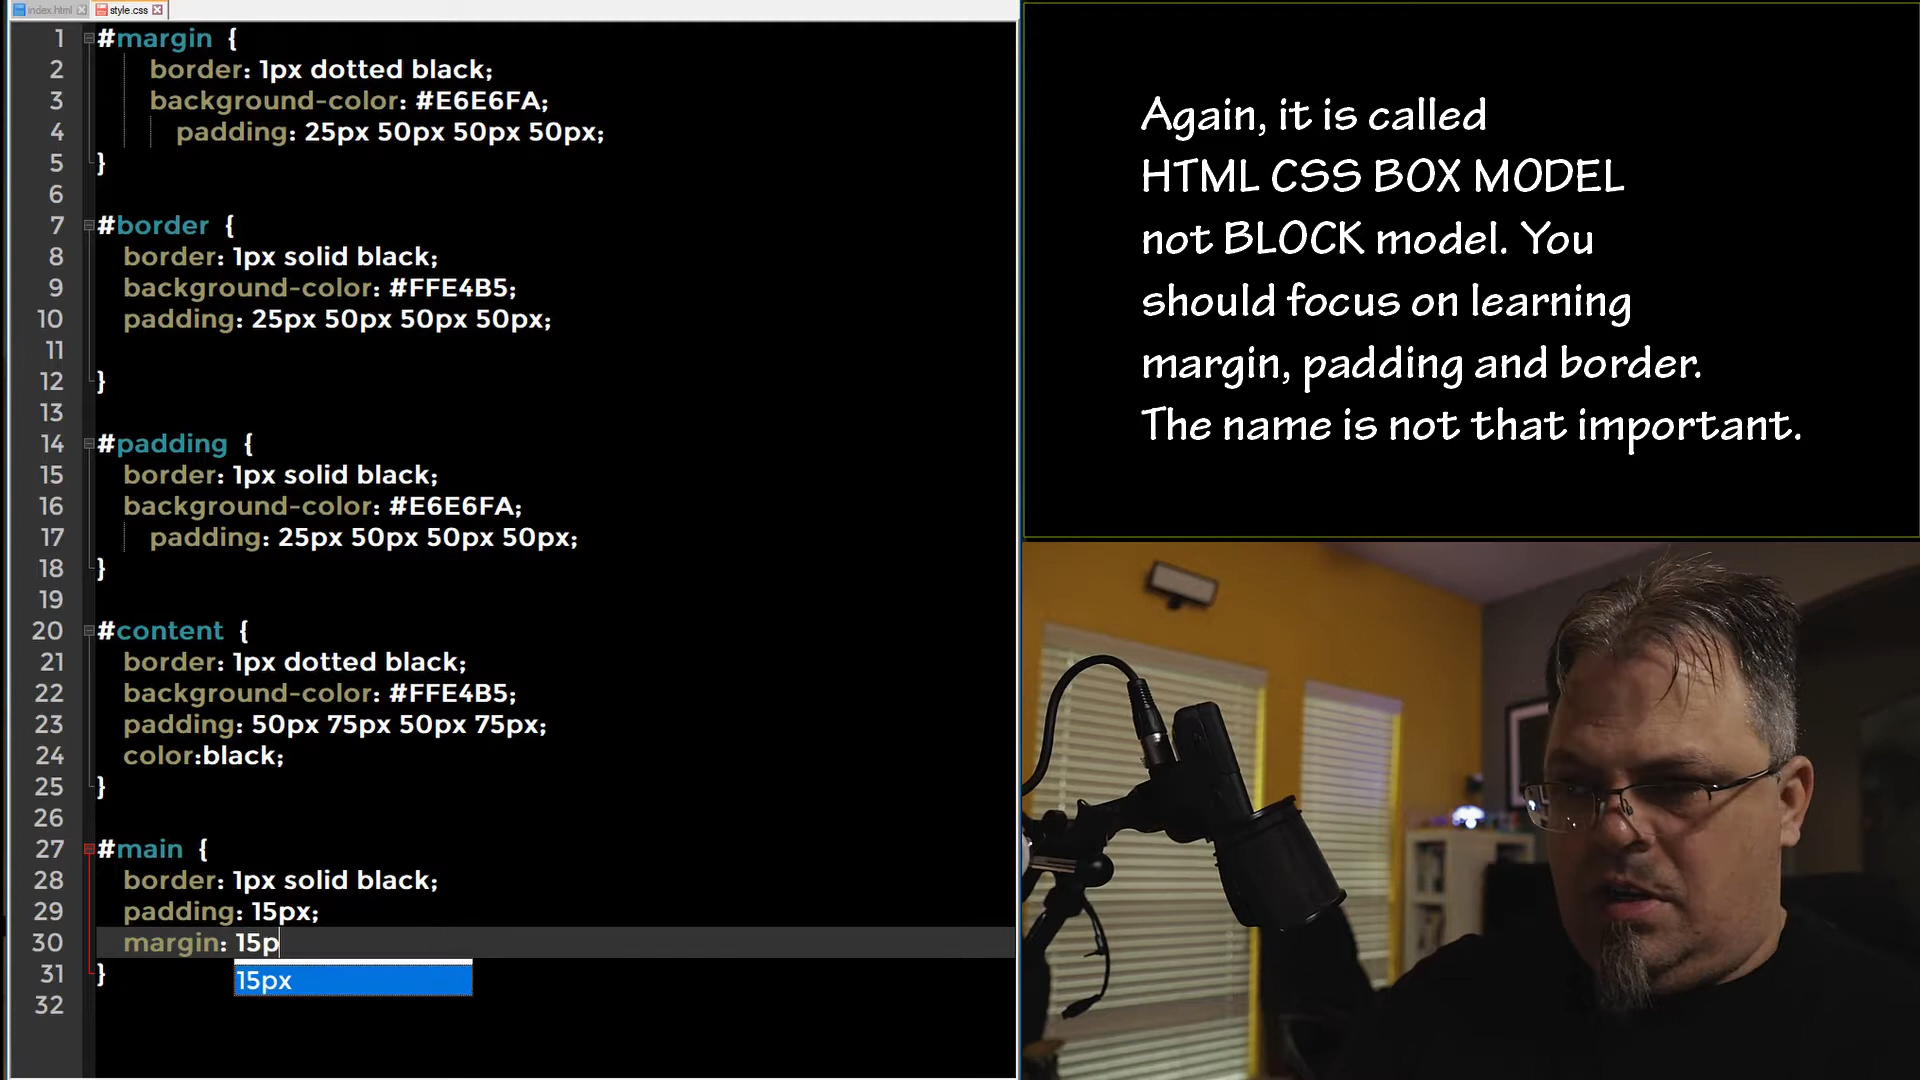 index.html
style.css
1 #margin {
2 border: 1px dotted black;
3 background-color: #E6E6FA;
4 padding: 25px 50px 50px 50px;
5 }
6
7 #border {
8 border: 1px solid black;
9 background-color: #FFE4B5;
10 padding: 25px 50px 50px 50px;
11
12 }
13
14 #padding {
15 border: 1px solid black;
16 background-color: #E6E6FA;
17 padding: 25px 50px 50px 50px;
18 }
19
20 #content {
21 border: 1px dotted black;
22 background-color: #FFE4B5;
23 padding: 50px 75px 50px 75px;
24 color:black;
25 }
26
27 #main {
28 border: 1px solid black;
29 padding: 15px;
30 margin: 15p
15px
31 }
32
Again, it is called
HTML CSS BOX MODEL
not BLOCK model. You
should focus on learning
margin, padding and border.
The name is not that important.